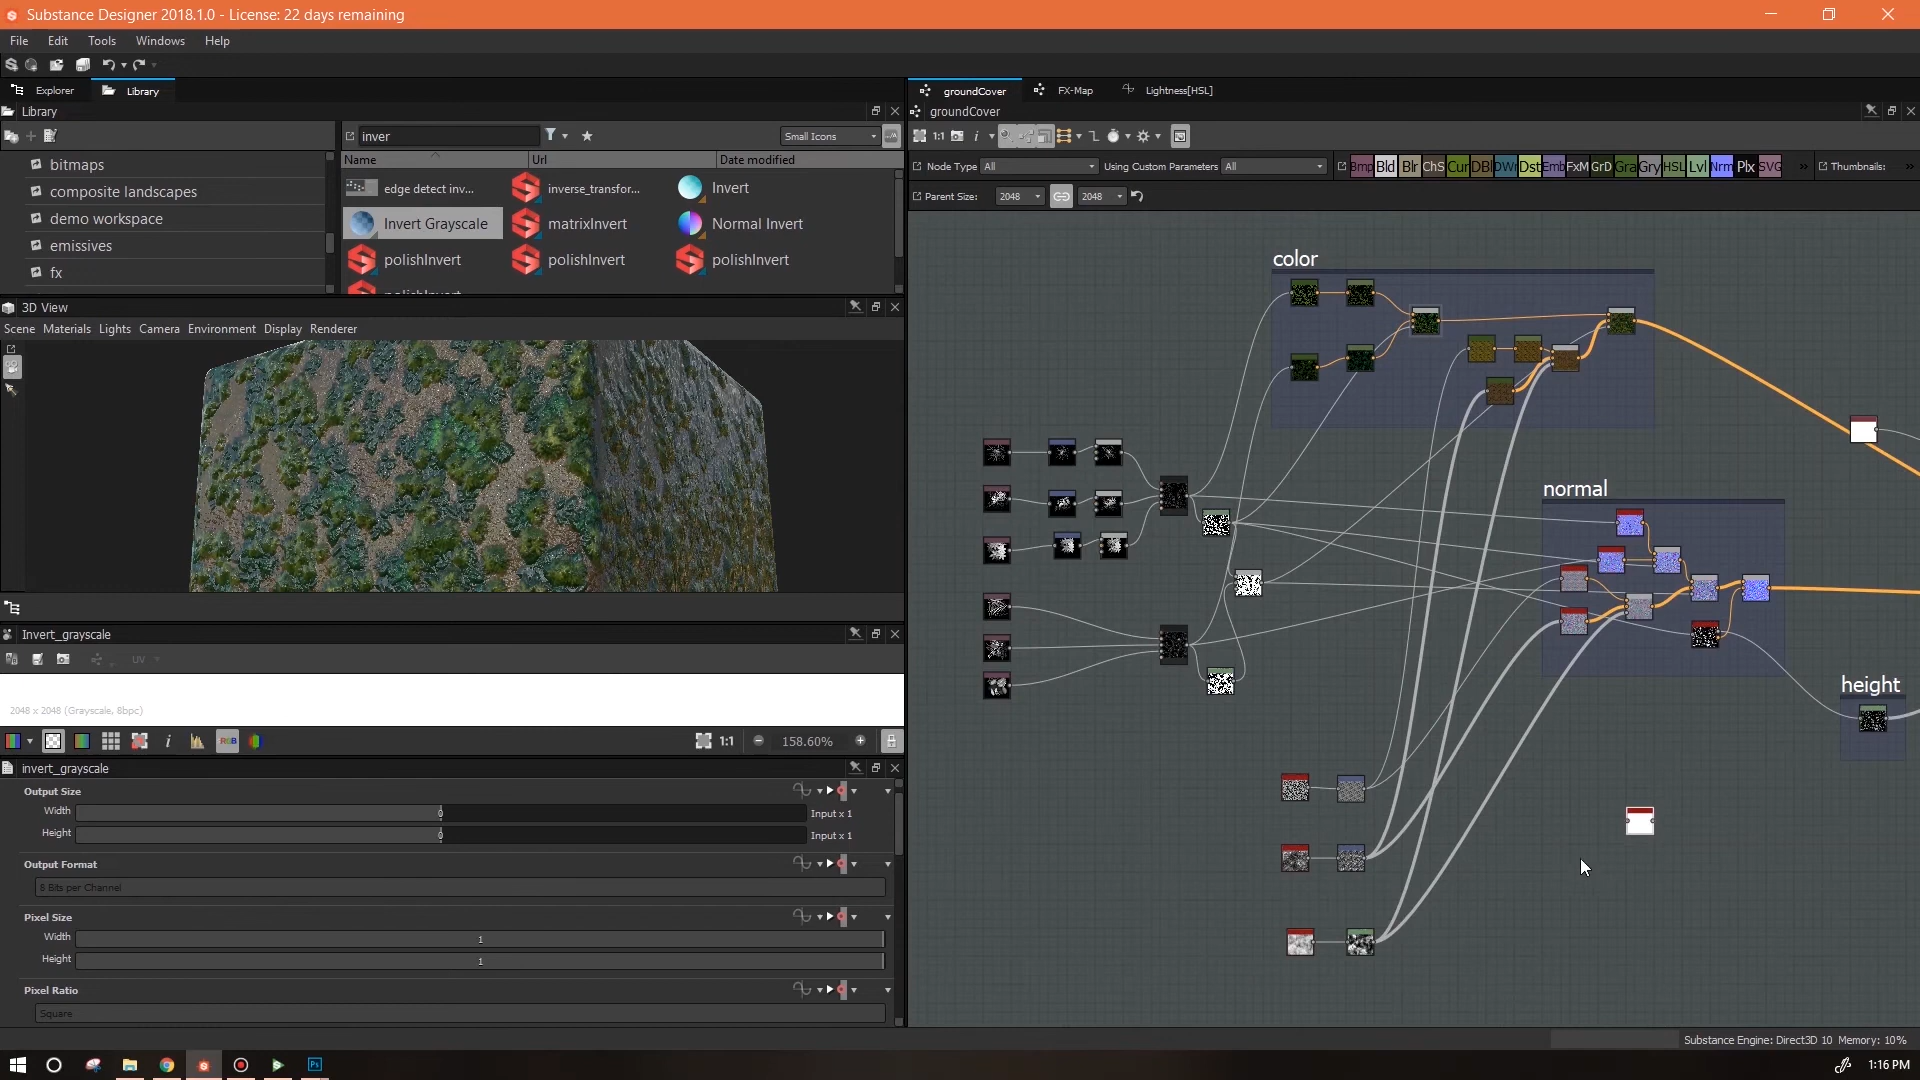 Substance Designer 2018.1.0 - License: 22 days remaining
File Edit Tools Windows Help
Explorer Library
Library
bitmaps
composite landscapes
demo workspace
emissives
fx
inver
Small Icons
Name Url Date modified
edge detect inv... inverse_transfor... Invert
Invert Grayscale matrixInvert Normal Invert
polishInvert polishInvert polishInvert
3D View
Scene Materials Lights Camera Environment Display Renderer
Invert_grayscale
UV
2048 x 2048 (Grayscale, 8bpc)
RGB
1:1 158.60%
invert_grayscale
Output Size
Width 0 Input x 1
Height 0 Input x 1
Output Format
8 Bits per Channel
Pixel Size
Width 1
Height 1
Pixel Ratio
Square
groundCover FX-Map Lightness[HSL]
groundCover
1:1
Node Type All Using Custom Parameters All Bmp Bld Blr ChS Cur DBl DWr Dst Emb FxM GrD Gra Gry HSL Lvl Nrm Plx SVG Thumbnails:
Parent Size: 2048 2048
color
normal
height
Substance Engine: Direct3D 10 Memory: 10%
Ps
1:16 PM